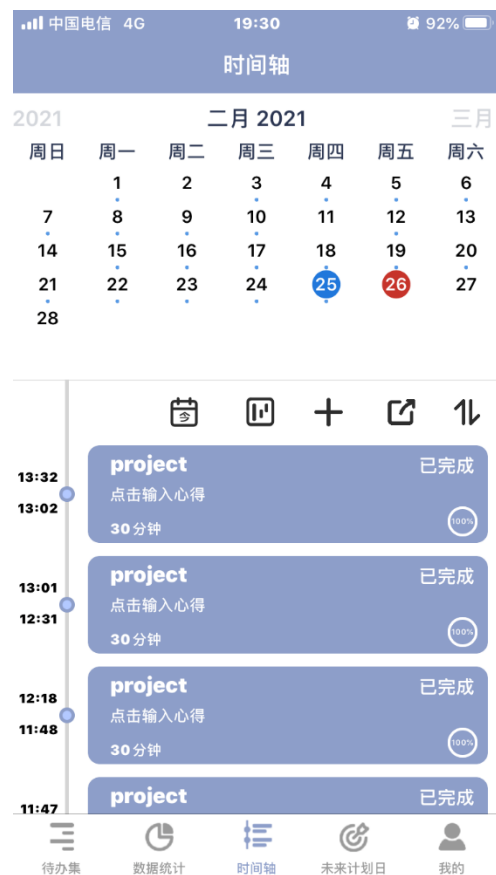 中国电信 4G 19:30 92%
时间轴
2021 二月 2021 三月
周日 周一 周二 周三 周四 周五 周六
1 2 3 4 5 6
7 8 9 10 11 12 13
14 15 16 17 18 19 20
21 22 23 24 25 26 27
28
今
project 已完成
13:32
点击输入心得
13:02
30分钟 100%
project 已完成
13:01
点击输入心得
12:31
30分钟 100%
project 已完成
12:18
点击输入心得
11:48
30分钟 100%
project 已完成
11:47
待办集 数据统计 时间轴 未来计划日 我的